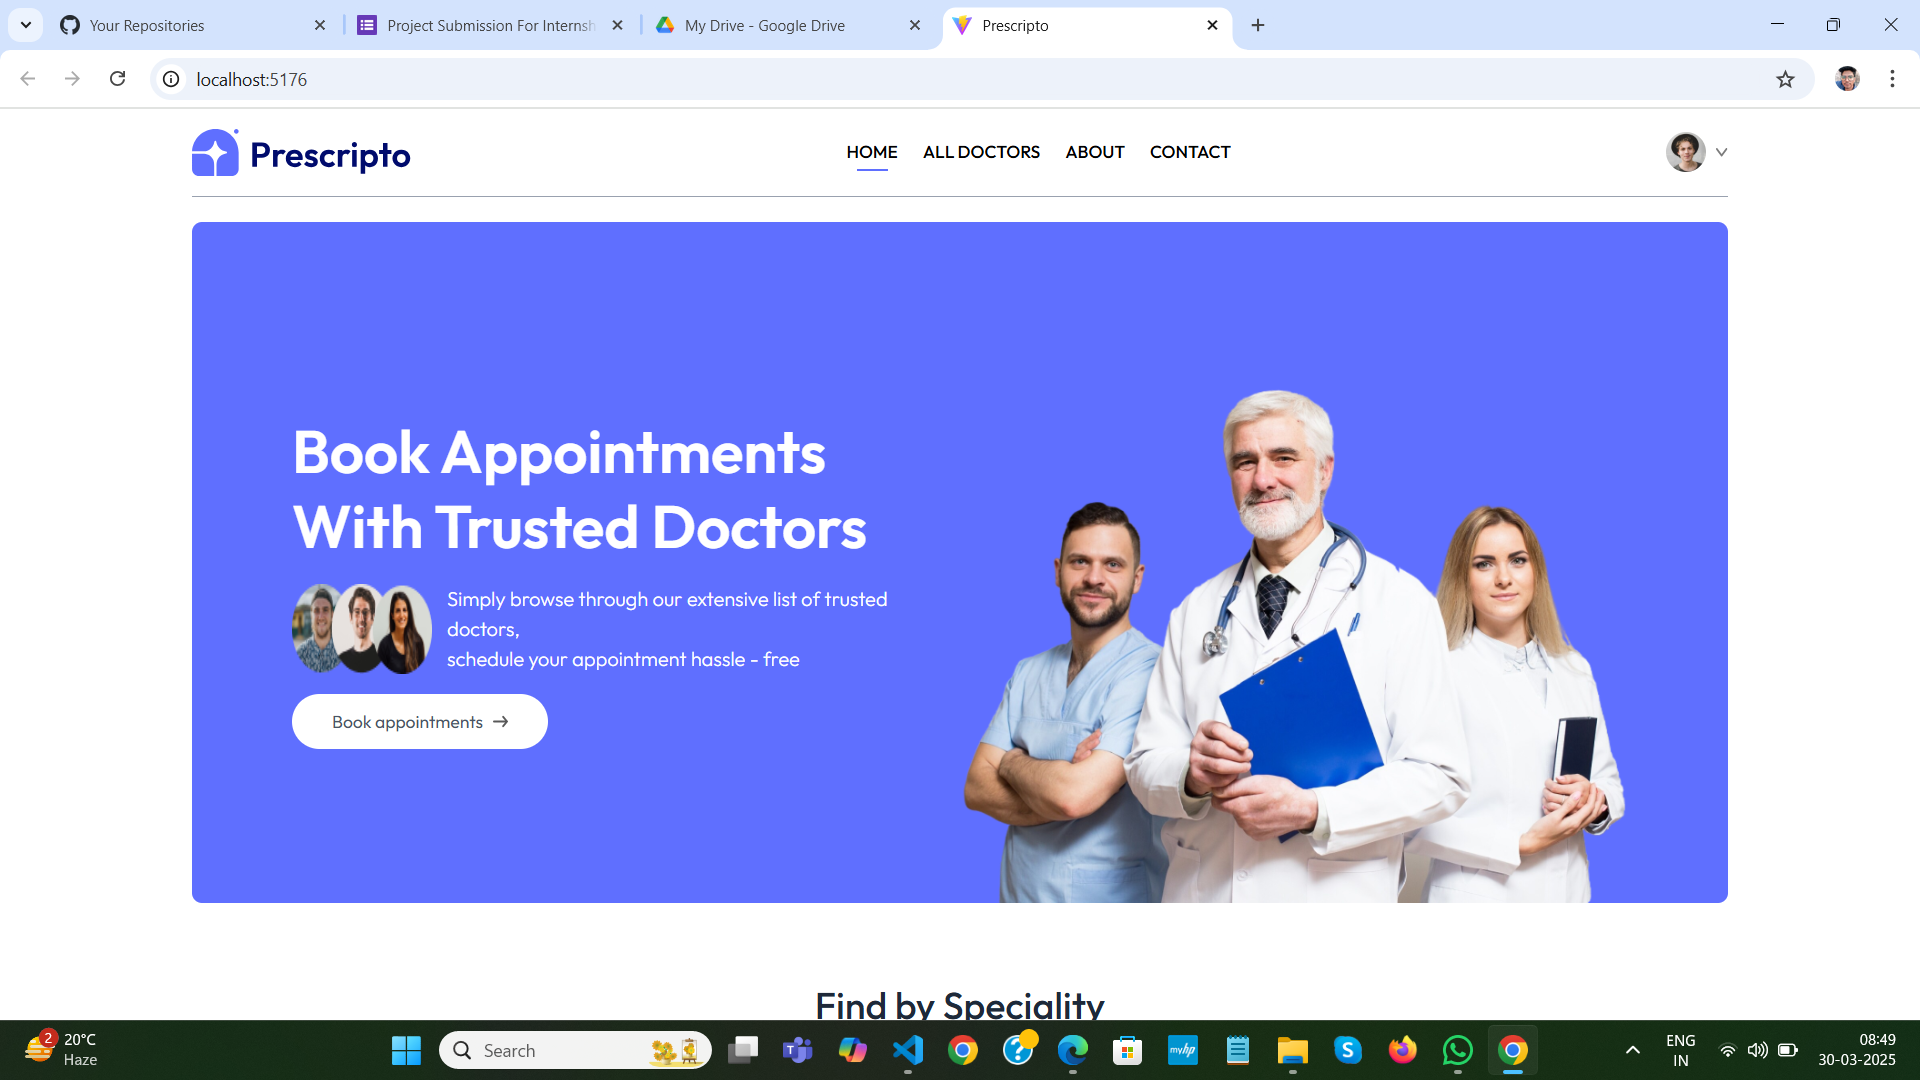 Your Repositories
Project Submission For Internsh
My Drive - Google Drive
Prescripto
localhost:5176
Prescripto
HOME
ALL DOCTORS
ABOUT
CONTACT
Book Appointments
With Trusted Doctors
Simply browse through our extensive list of trusted
doctors,
schedule your appointment hassle - free
Book appointments →
Find by Speciality
2
20°C
Haze
Search
T
myhp
S
ENG
IN
08:49
30-03-2025